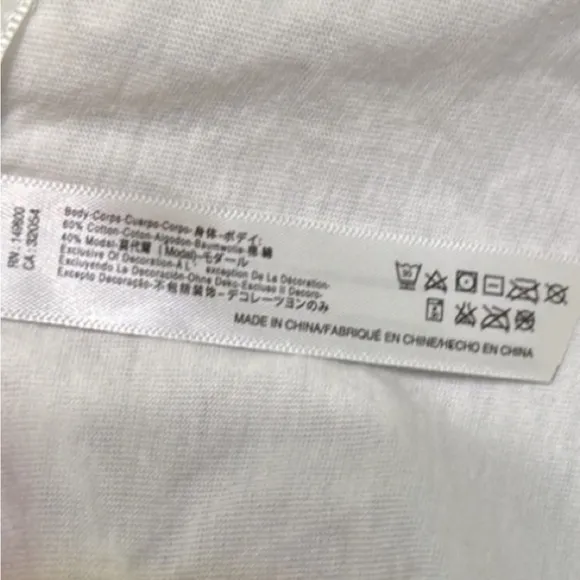 RN : 149800
CA : 32054
Body-Corps-Cuerpo-Corpo-身体-ボディ:
60% Cotton-Coton-Algodon-Baumwolle-棉 綿
40% Modal-莫代爾 [Modal]-モダール
Exclusive Of Decoration-À L' exception De La Décoration-
Excluyendo La Decoración-Ohne Deko-Escluso Il Decoro-
Excepto Decoração-不包括装饰-デコレーツヨンのみ
MADE IN CHINA/FABRIQUÉ EN CHINE/HECHO EN CHINA